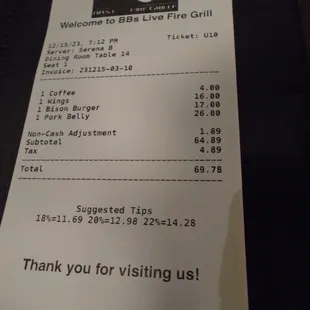 FIRE GRILL
Welcome to BBs Live Fire Grill
12/15/23, 7:12 PM Ticket: U10
Server: Serena B
Dining Room Table 14
Seat 1
Invoice: 231215-03-10
1 Coffee 4.00
1 Wings 16.00
1 Bison Burger 17.00
1 Pork Belly 26.00
Non-Cash Adjustment 1.89
Subtotal 64.89
Tax 4.89
Total 69.78
Suggested Tips
18%=11.69 20%=12.98 22%=14.28
Thank you for visiting us!